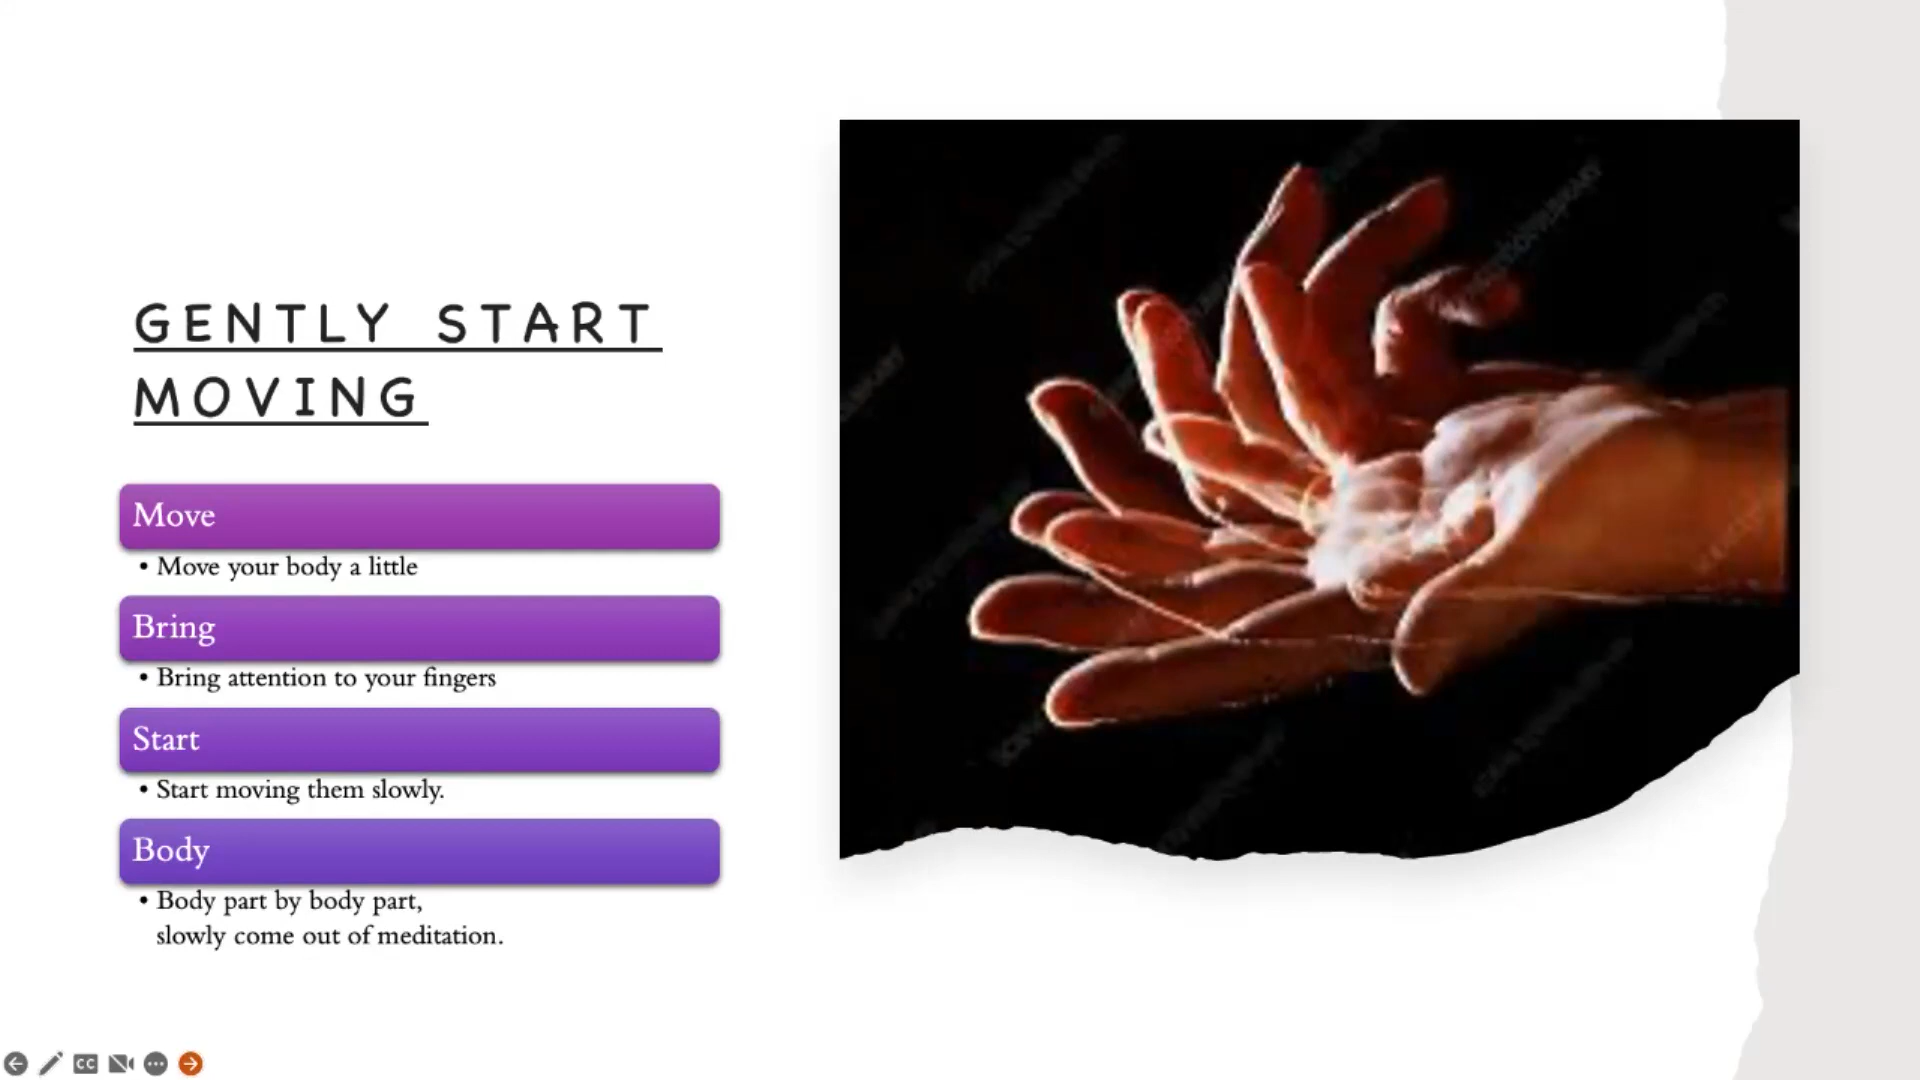 GENTLY START
MOVING
Move
• Move your body a little
Bring
• Bring attention to your fingers
Start
• Start moving them slowly.
Body
• Body part by body part,
slowly come out of meditation.
CC